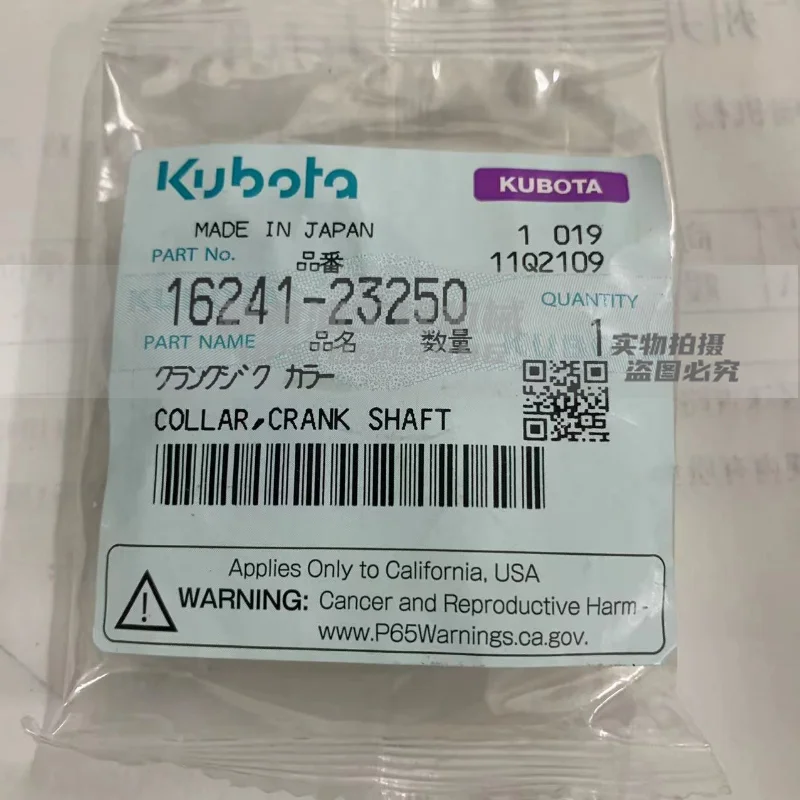 Kubota
KUBOTA
MADE IN JAPAN
1 019
PART No.
品番
11Q2109
16241-23250
QUANTITY
PART NAME
品名
数量
1
实物拍摄
盗图必究
クランクジク カラー
COLLAR,CRANK SHAFT
Applies Only to California, USA
WARNING: Cancer and Reproductive Harm -
www.P65Warnings.ca.gov.